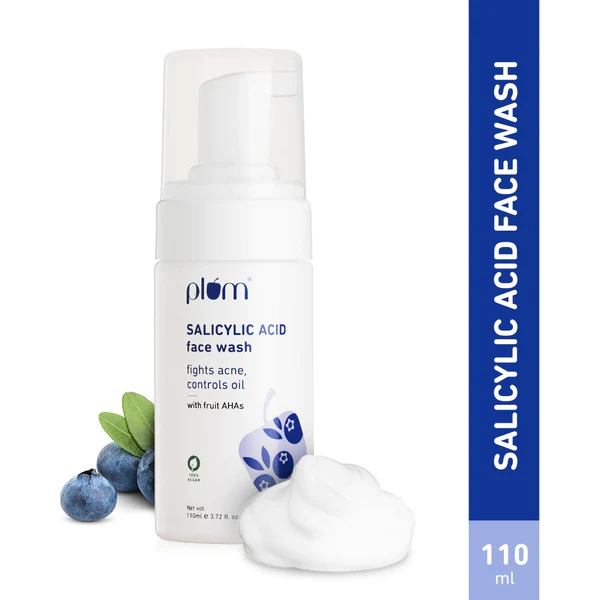 plum®
SALICYLIC ACID
face wash
fights acne,
controls oil
with fruit AHAs
100%
VEGAN
Net vol.
110ml e 3.72 fl. oz
SALICYLIC ACID FACE WASH
110
ml